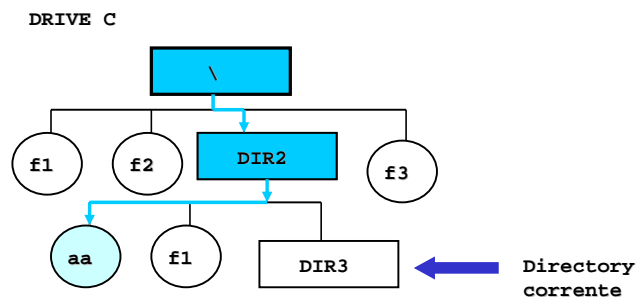 DRIVE C
\
f1
f2
DIR2
f3
aa
f1
DIR3
Directory
corrente